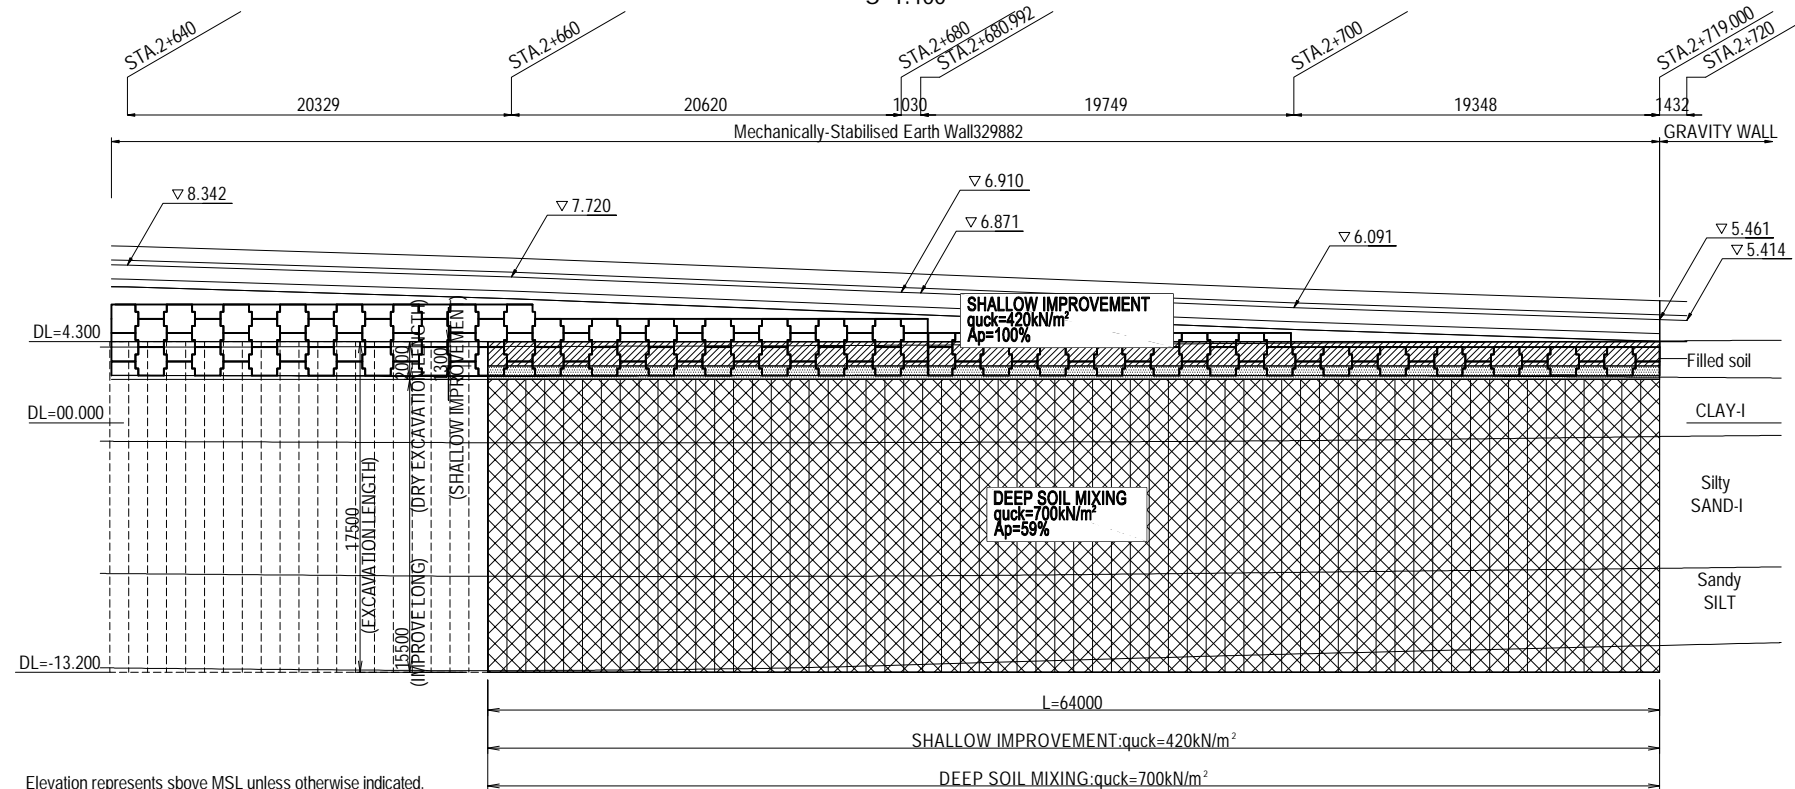 STA.2+640
STA.2+660
STA.2+680
STA.2+680.992
STA.2+700
STA.2+719.000
STA.2+720
20329
20620
1030
19749
19348
1432
Mechanically-Stabilised Earth Wall329882
GRAVITY WALL
▽ 8.342
▽ 7.720
▽ 6.910
▽ 6.871
▽ 6.091
▽ 5.461
▽ 5.414
SHALLOW IMPROVEMENT
quck=420kN/m²
Ap=100%
DL=4.300
Filled soil
DL=00.000
CLAY-I
2000
(DRY EXCAVATION LENGTH)
1300
(SHALLOW IMPROVEMENT)
17500
(EXCAVATION LENGTH)
15500
(IMPROVE LONG)
DEEP SOIL MIXING
quck=700kN/m²
Ap=59%
Silty
SAND-I
Sandy
SILT
DL=-13.200
L=64000
SHALLOW IMPROVEMENT:quck=420kN/m²
DEEP SOIL MIXING:quck=700kN/m²
Elevation represents sbove MSL unless otherwise indicated.